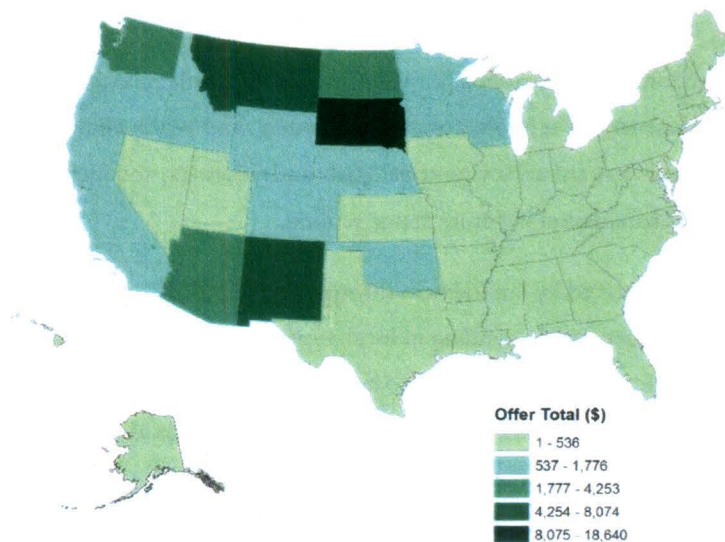 Offer Total ($)
1 - 536
537 - 1,776
1,777 - 4,253
4,254 - 8,074
8,075 - 18,640